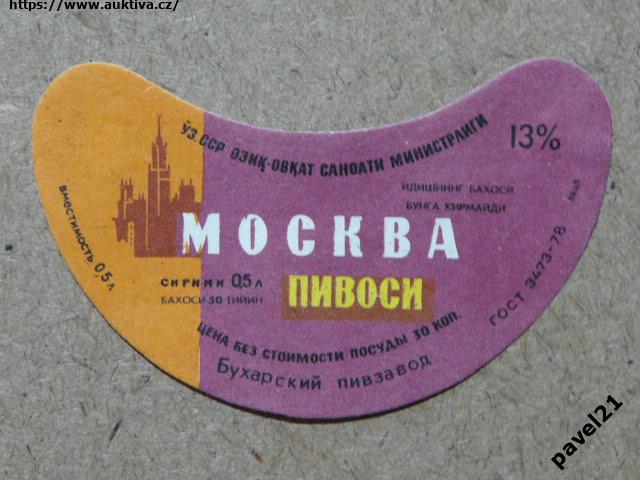 https://www.auktiva.cz/
ЎЗ.ССР ОЗИҚ-ОВҚАТ САНОАТИ МИНИСТРЛИГИ
13%
ИДИШНИНГ БАХОСИ
БУНГА КИРМАЙДИ
МОСКВА
ПИВОСИ
СИҒИМИ 0,5 Л
БАХОСИ 30 ТИЙИН
ВМЕСТИМОСТЬ 0,5 Л
ЦЕНА БЕЗ СТОИМОСТИ ПОСУДЫ 30 КОП.
Бухарский пивзавод
ГОСТ 3473-78
pavel21